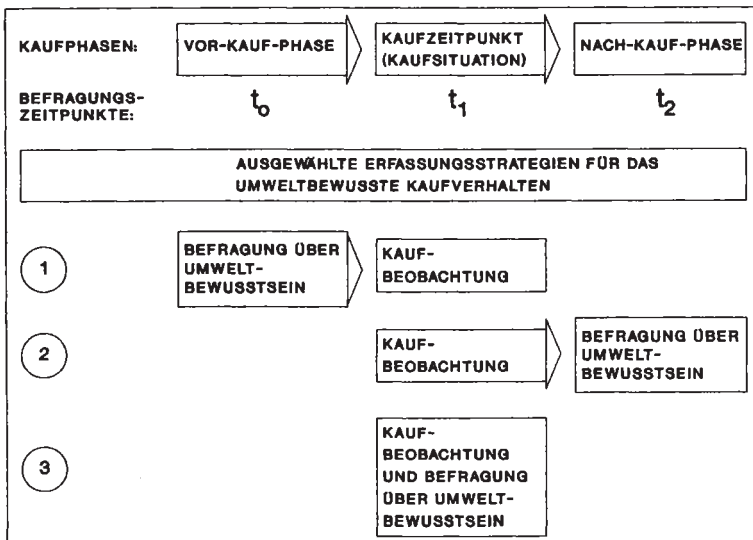 KAUFPHASEN:
VOR-KAUF-PHASE
KAUFZEITPUNKT
(KAUFSITUATION)
NACH-KAUF-PHASE
BEFRAGUNGS-
ZEITPUNKTE:
t0
t1
t2
AUSGEWÄHLTE ERFASSUNGSSTRATEGIEN FÜR DAS
UMWELTBEWUSSTE KAUFVERHALTEN
1
BEFRAGUNG ÜBER
UMWELT-
BEWUSSTSEIN
KAUF-
BEOBACHTUNG
2
KAUF-
BEOBACHTUNG
BEFRAGUNG ÜBER
UMWELT-
BEWUSSTSEIN
3
KAUF-
BEOBACHTUNG
UND BEFRAGUNG
ÜBER UMWELT-
BEWUSSTSEIN